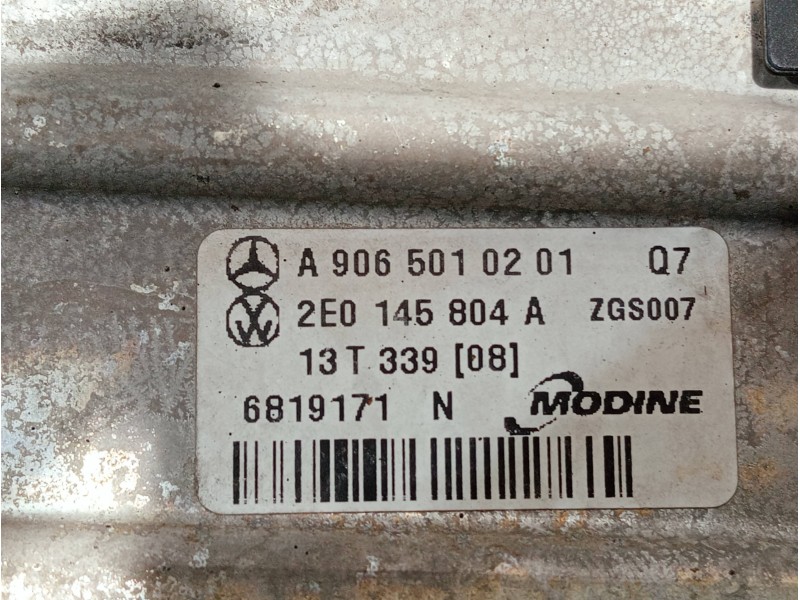 A 906 501 02 01 Q7
2E0 145 804 A ZGS007
13 T 339 [08]
6819171 N MODINE